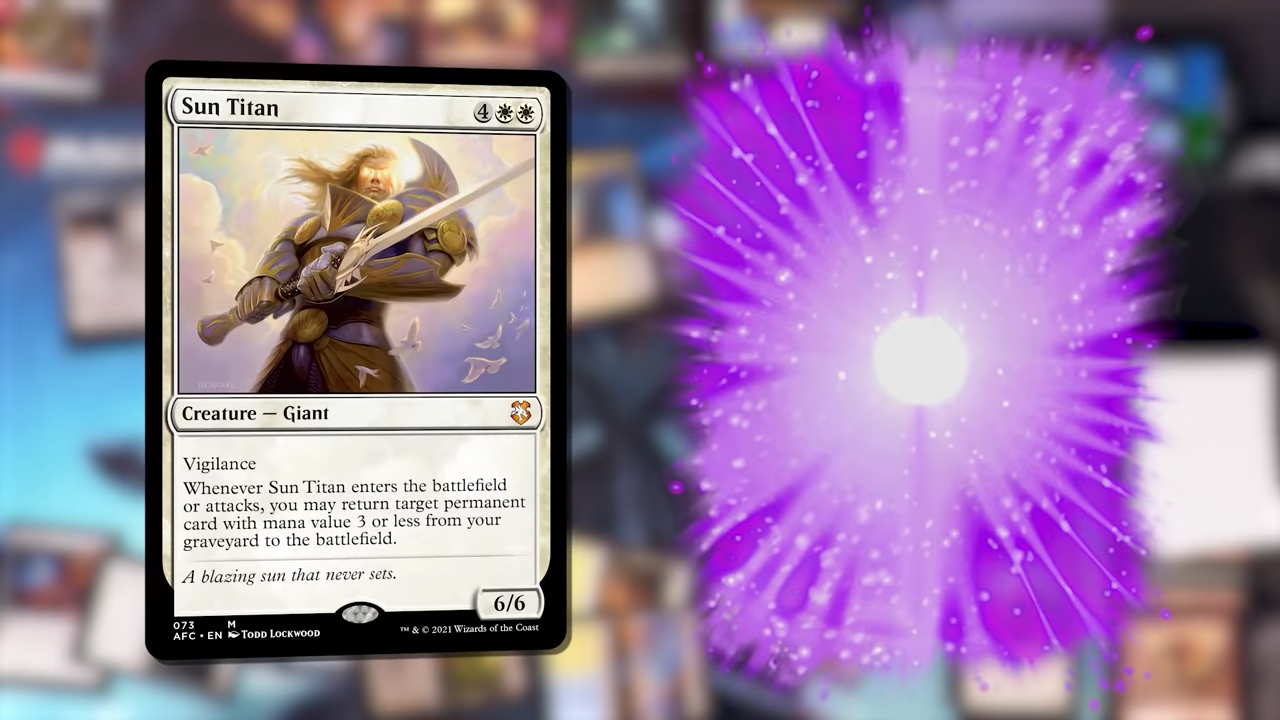 Sun Titan
4
Creature — Giant
Vigilance
Whenever Sun Titan enters the battlefield
or attacks, you may return target permanent
card with mana value 3 or less from your
graveyard to the battlefield.
A blazing sun that never sets.
6/6
073 M
AFC • EN Todd Lockwood
™ & © 2021 Wizards of the Coast